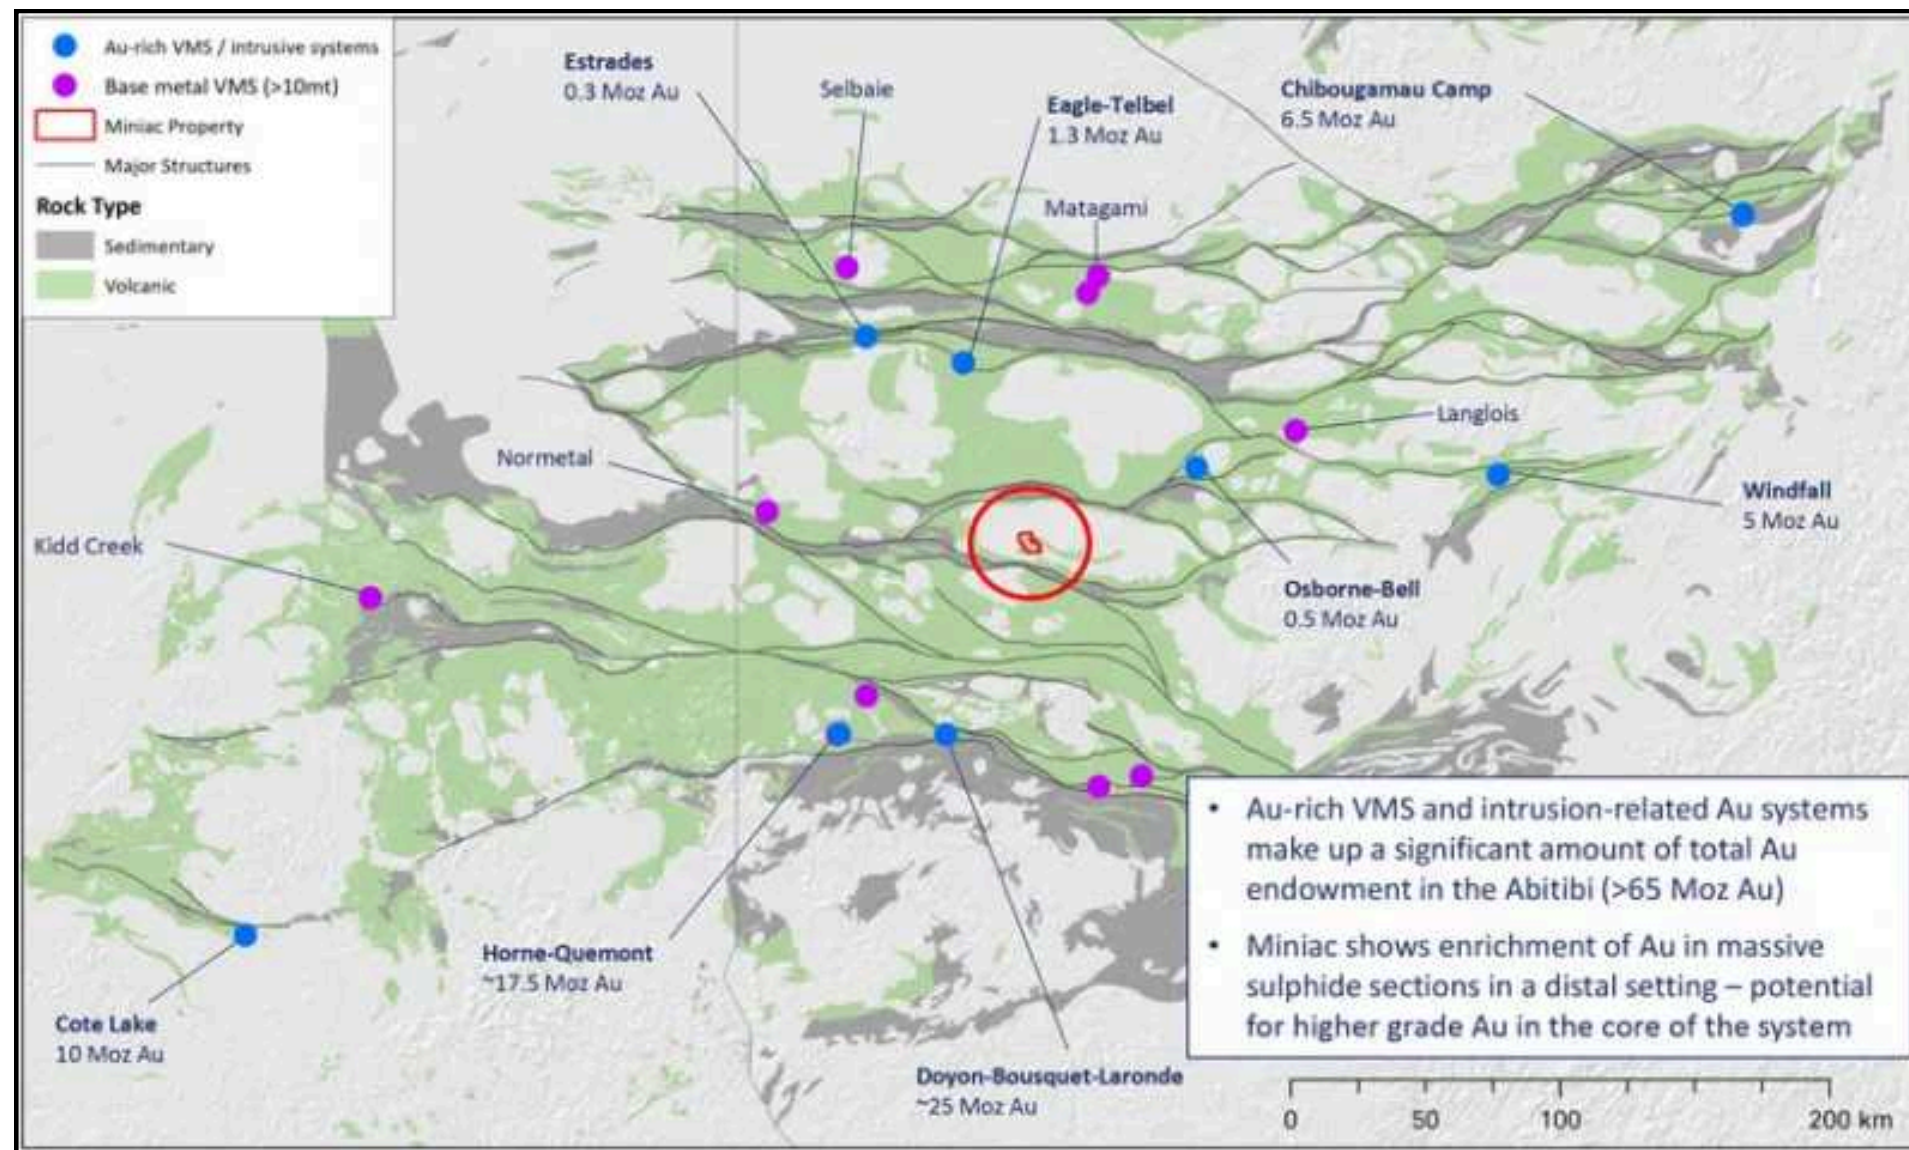 Au-rich VMS / intrusive systems
Base metal VMS (>10mt)
Miniac Property
Major Structures
Rock Type
Sedimentary
Volcanic
Estrades
0.3 Moz Au
Selbaie
Eagle-Telbel
1.3 Moz Au
Chibougamau Camp
6.5 Moz Au
Matagami
Langlois
Normetal
Windfall
5 Moz Au
Kidd Creek
Osborne-Bell
0.5 Moz Au
Horne-Quemont
~17.5 Moz Au
Cote Lake
10 Moz Au
Doyon-Bousquet-Laronde
~25 Moz Au
• Au-rich VMS and intrusion-related Au systems
make up a significant amount of total Au
endowment in the Abitibi (>65 Moz Au)
• Miniac shows enrichment of Au in massive
sulphide sections in a distal setting – potential
for higher grade Au in the core of the system
0 50 100 200 km